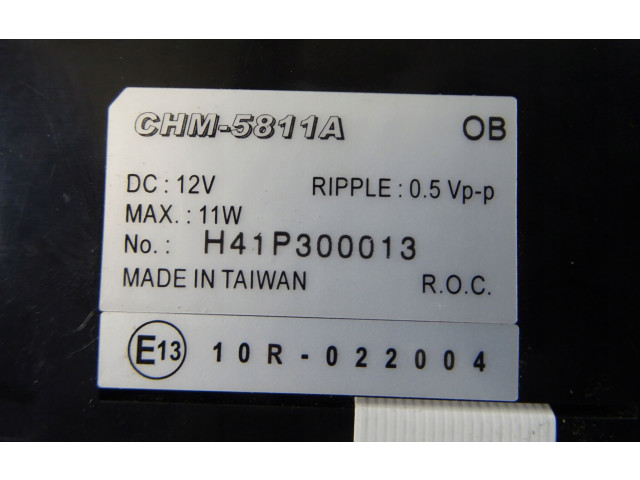 CHM-5811A OB
DC : 12V RIPPLE : 0.5 Vp-p
MAX. : 11W
No. : H41P300013
MADE IN TAIWAN R.O.C.
E13 10R-022004